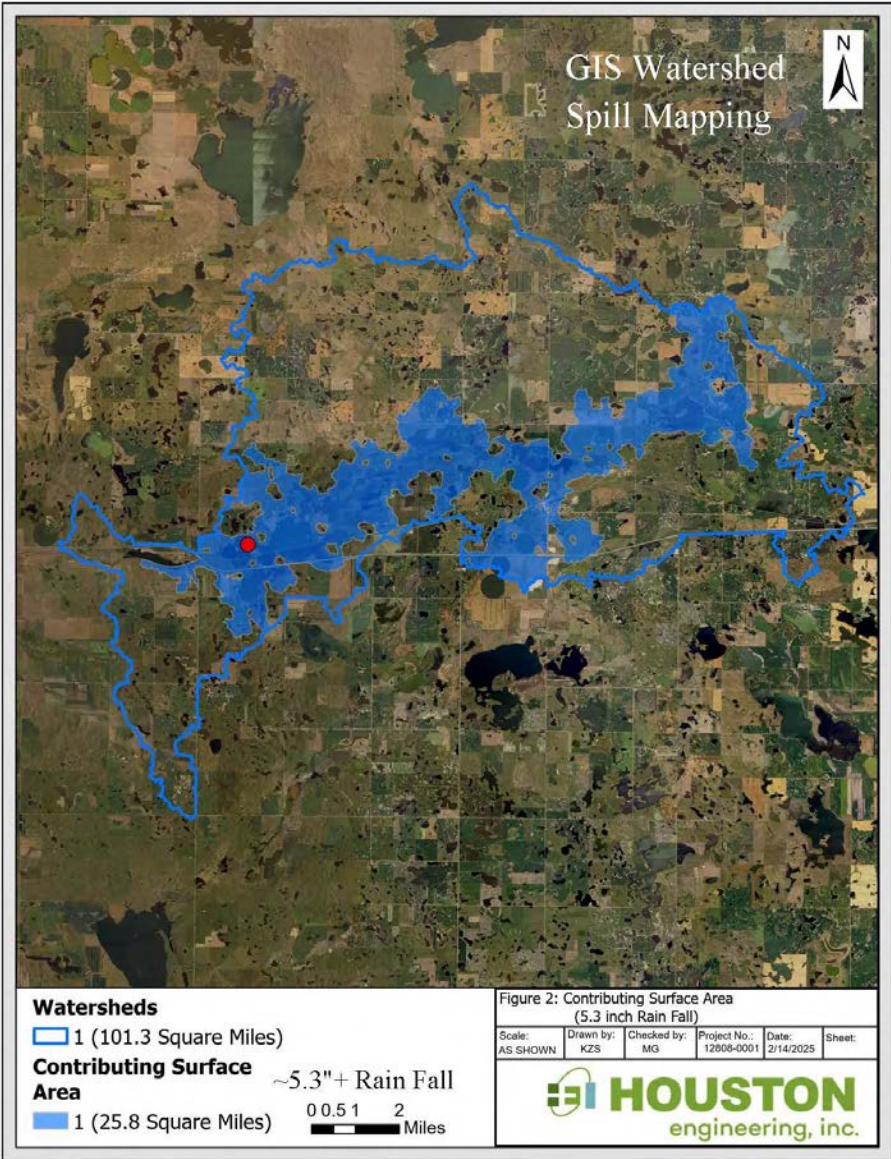 GIS Watershed
Spill Mapping
N
Watersheds
1 (101.3 Square Miles)
Contributing Surface
Area
1 (25.8 Square Miles)
~5.3"+ Rain Fall
0 0.5 1 2
Miles
Figure 2: Contributing Surface Area
(5.3 inch Rain Fall)
Scale:
AS SHOWN
Drawn by:
KZS
Checked by:
MG
Project No.:
12808-0001
Date:
2/14/2025
Sheet:
HOUSTON
engineering, inc.